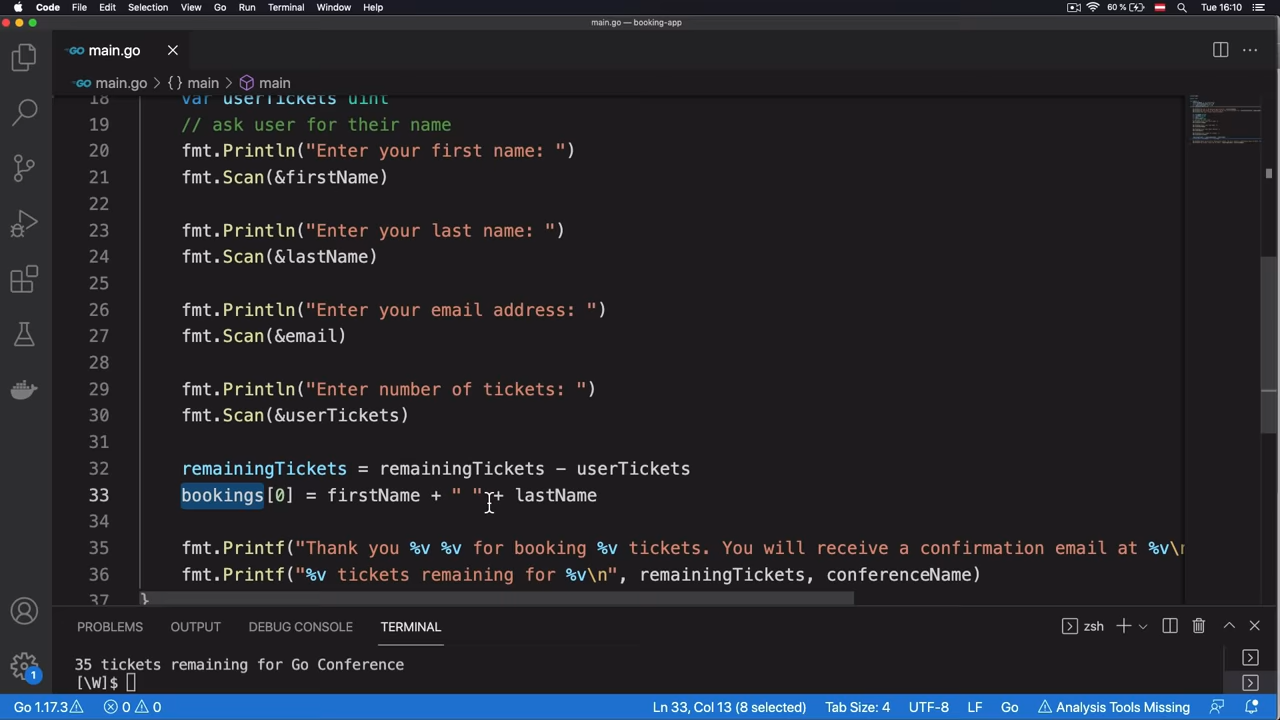 Code File Edit Selection View Go Run Terminal Window Help 60 % Tue 16:10
main.go — booking-app
main.go
main.go > {} main > main
18 var userTickets uint
19 // ask user for their name
20 fmt.Println("Enter your first name: ")
21 fmt.Scan(&firstName)
22
23 fmt.Println("Enter your last name: ")
24 fmt.Scan(&lastName)
25
26 fmt.Println("Enter your email address: ")
27 fmt.Scan(&email)
28
29 fmt.Println("Enter number of tickets: ")
30 fmt.Scan(&userTickets)
31
32 remainingTickets = remainingTickets - userTickets
33 bookings[0] = firstName + " " + lastName
34
35 fmt.Printf("Thank you %v %v for booking %v tickets. You will receive a confirmation email at %v\n
36 fmt.Printf("%v tickets remaining for %v\n", remainingTickets, conferenceName)
37 }
PROBLEMS OUTPUT DEBUG CONSOLE TERMINAL zsh
35 tickets remaining for Go Conference
[\W]$
1
Go 1.17.3 0 0 Ln 33, Col 13 (8 selected) Tab Size: 4 UTF-8 LF Go Analysis Tools Missing